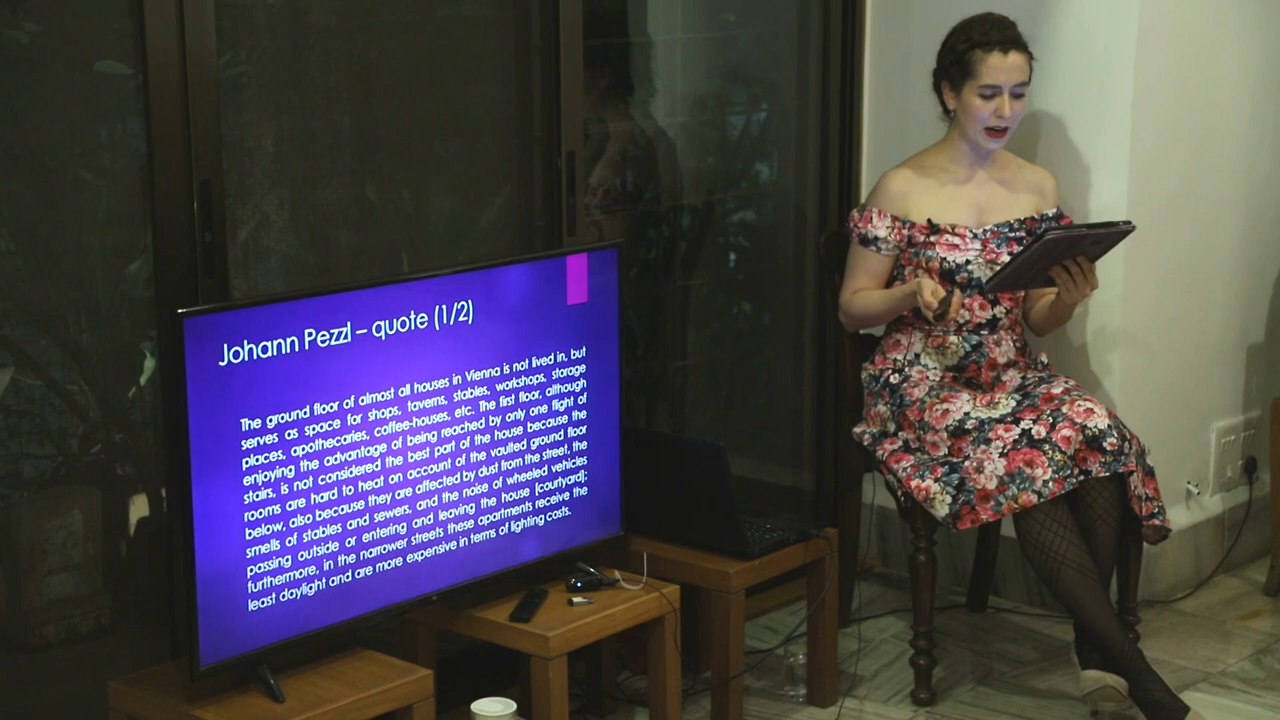 Johann Pezzl – quote (1/2)
The ground floor of almost all houses in Vienna is not lived in, but
serves as space for shops, taverns, stables, workshops, storage
places, apothecaries, coffee-houses, etc. The first floor, although
enjoying the advantage of being reached by only one flight of
stairs, is not considered the best part of the house because the
rooms are hard to heat on account of the vaulted ground floor
below, also because they are affected by dust from the street, the
smells of stables and sewers, and the noise of wheeled vehicles
passing outside or entering and leaving the house [courtyard];
furthermore, in the narrower streets these apartments receive the
least daylight and are more expensive in terms of lighting costs.